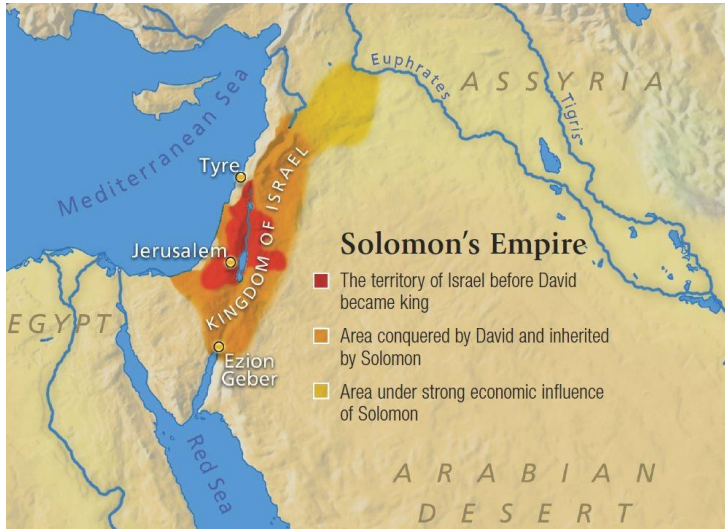 Euphrates
ASSYRIA
Tigris
Mediterranean Sea
Tyre
KINGDOM OF ISRAEL
Jerusalem
Solomon's Empire
The territory of Israel before David
became king
EGYPT
Area conquered by David and inherited
by Solomon
Ezion
Geber
Area under strong economic influence
of Solomon
Red Sea
ARABIAN
DESERT